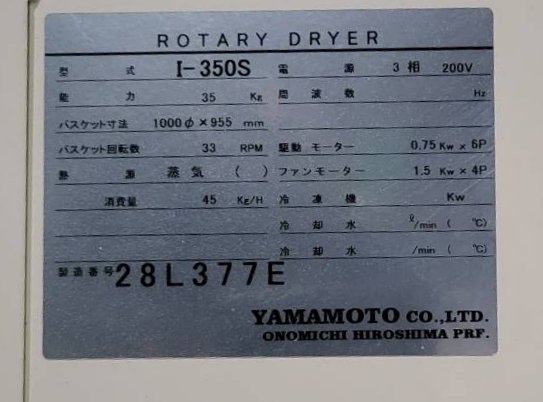 ROTARY DRYER
型 式 I-350S 電 源 3 相 200V
能 力 35 Kg 周 波 数 Hz
バスケット寸法 1000φ×955 mm
バスケット回転数 33 RPM 駆動 モーター 0.75 Kw × 6P
熱 源 蒸 気 ( ) ファンモーター 1.5 Kw × 4P
消費量 45 Kg/H 冷 凍 機 Kw
冷 却 水 ℓ/min ( ℃)
冷 却 水 /min ( ℃)
製造番号 28L377E
YAMAMOTO CO.,LTD.
ONOMICHI HIROSHIMA PRF.